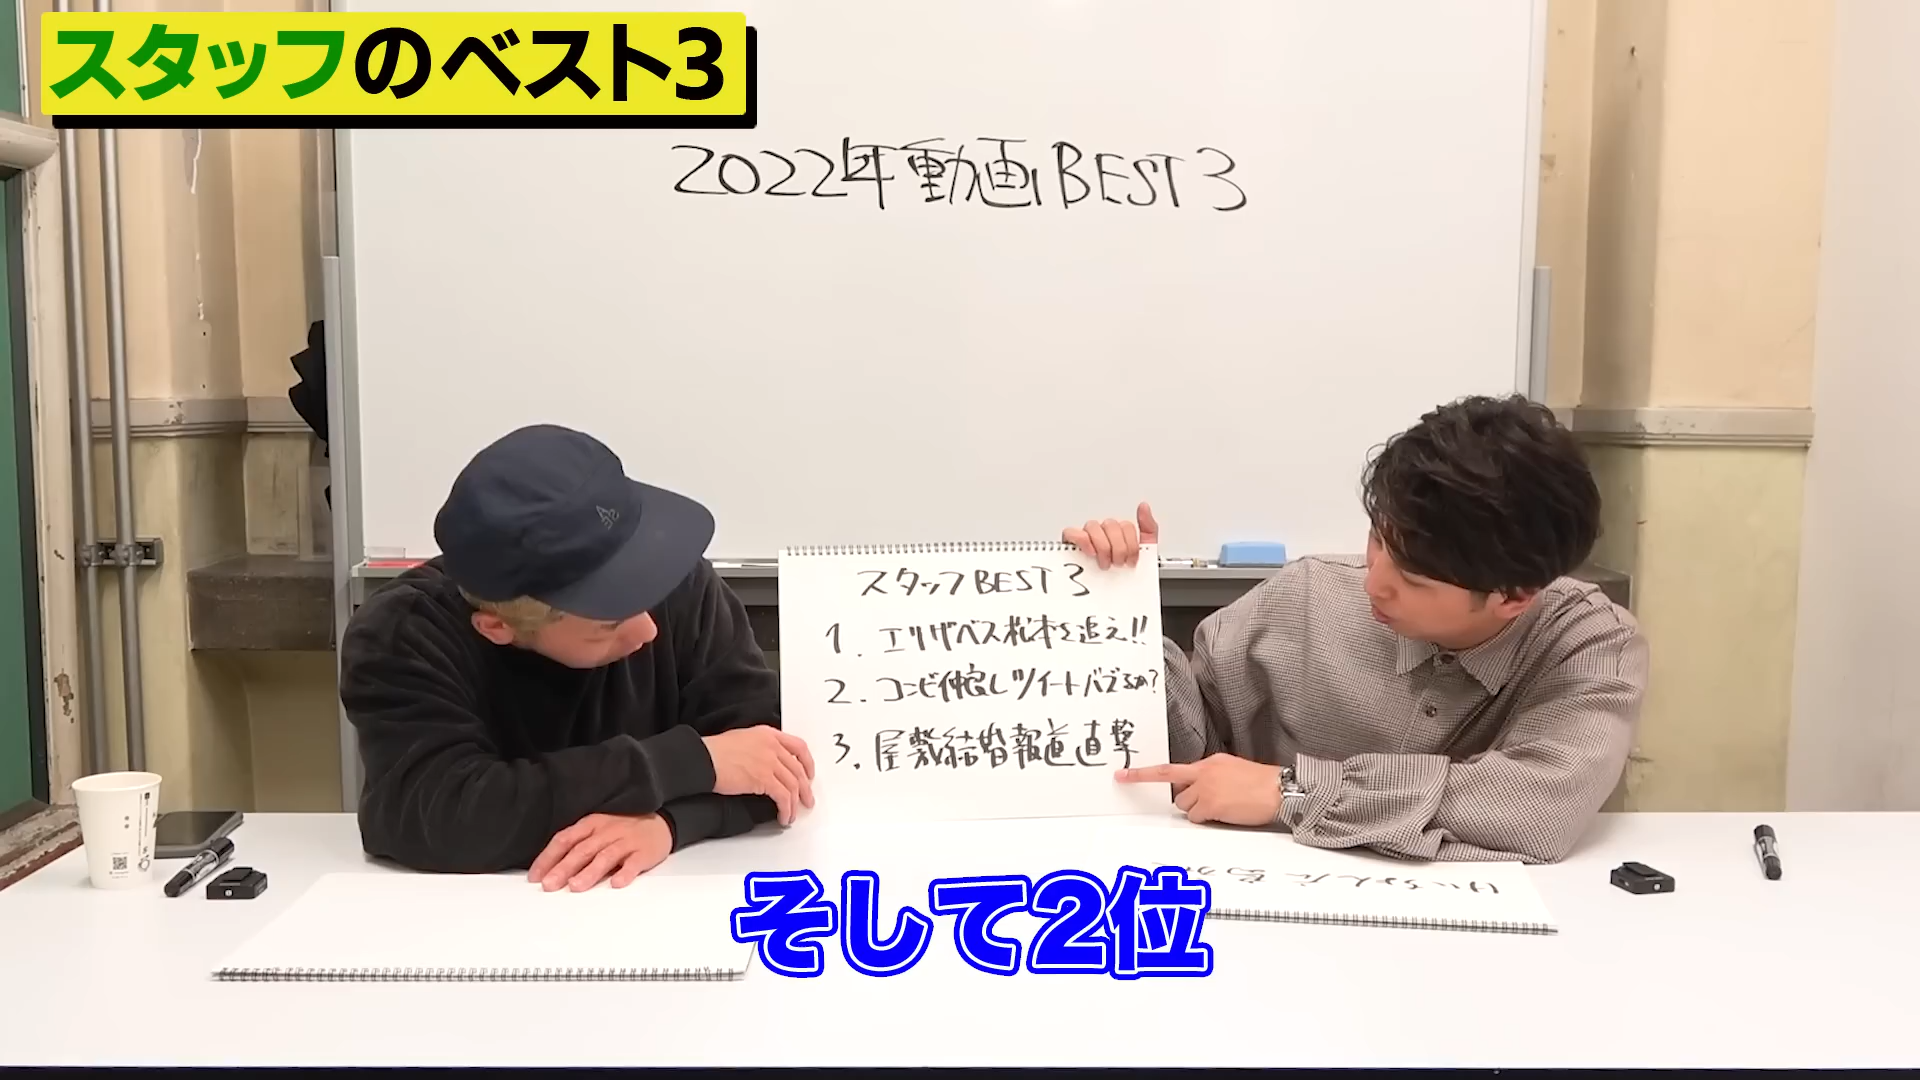 スタッフのベスト3
2022年動画BEST3
スタッフBEST3
1. エリザベス松本を追え!!
2. コンビ仲良しツイートバズるか?
3. 屋敷結婚報道直撃
そして2位